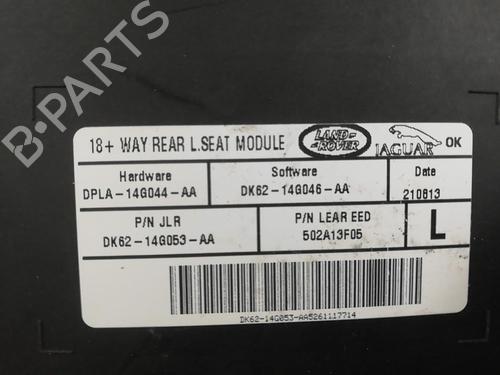 18+ WAY REAR L.SEAT MODULE
LAND ROVER
JAGUAR
OK
Hardware
DPLA-14G044-AA
Software
DK62-14G046-AA
Date
210613
P/N JLR
DK62-14G053-AA
P/N LEAR EED
502A13F05
L
DK62-14G053-AA5261117714
B-PARTS